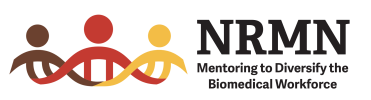 NRMN
Mentoring to Diversify the
Biomedical Workforce